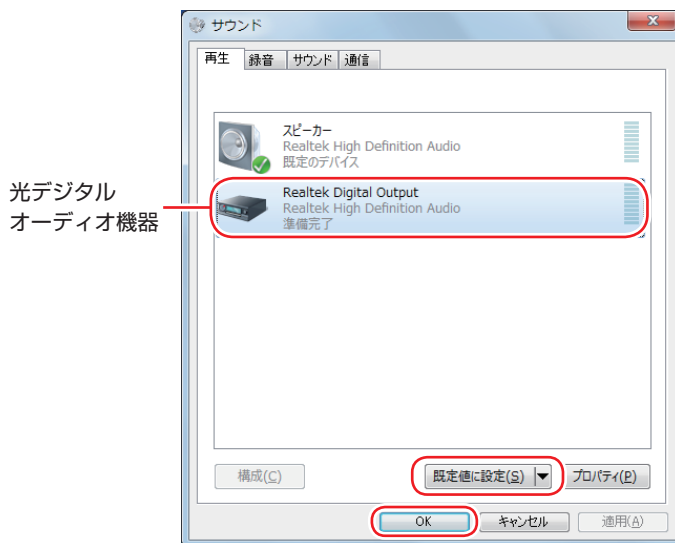 サウンド
再生 録音 サウンド 通信
スピーカー
Realtek High Definition Audio
既定のデバイス
光デジタル
オーディオ機器
Realtek Digital Output
Realtek High Definition Audio
準備完了
構成(C) 既定値に設定(S) プロパティ(P)
OK キャンセル 適用(A)